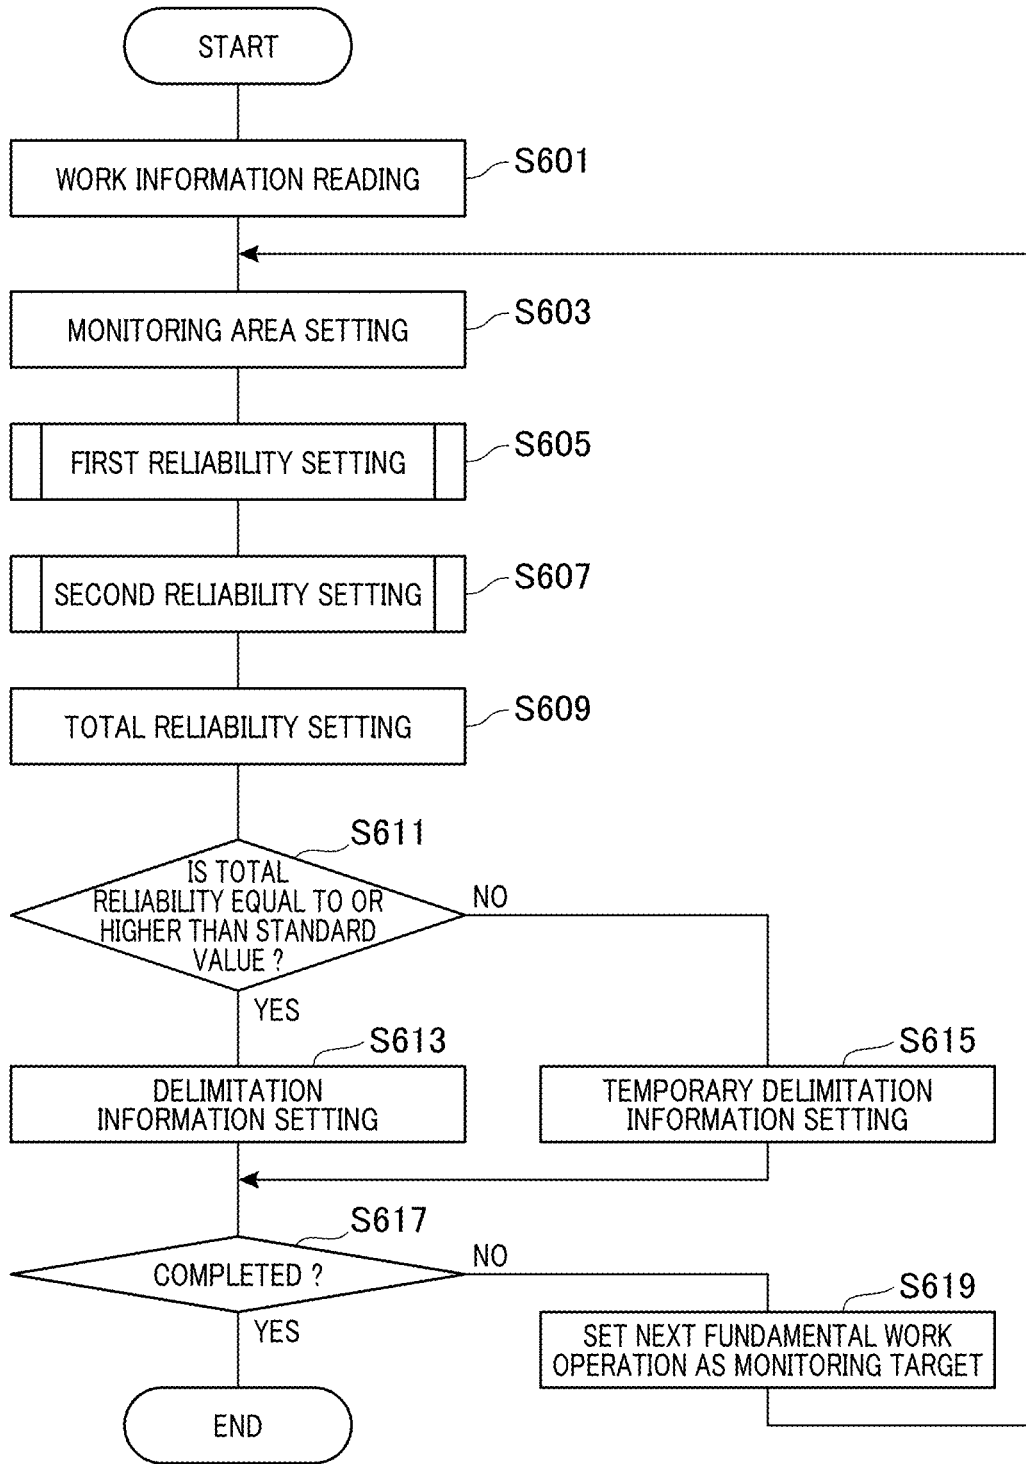 START
WORK INFORMATION READING
S601
MONITORING AREA SETTING
S603
FIRST RELIABILITY SETTING
S605
SECOND RELIABILITY SETTING
S607
TOTAL RELIABILITY SETTING
S609
S611
IS TOTAL
RELIABILITY EQUAL TO OR
HIGHER THAN STANDARD
VALUE ?
NO
YES
S613
DELIMITATION
INFORMATION SETTING
S615
TEMPORARY DELIMITATION
INFORMATION SETTING
S617
COMPLETED ?
NO
YES
S619
SET NEXT FUNDAMENTAL WORK
OPERATION AS MONITORING TARGET
END